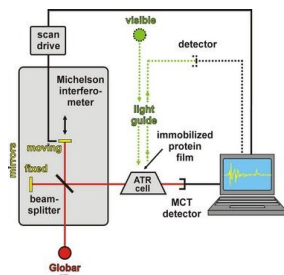 visible
scan
drive
detector
Michelson
interfero-
meter
light
guide
immobilized
protein
film
moving
mirrors
fixed
ATR
cell
beam-
splitter
MCT
detector
Globar